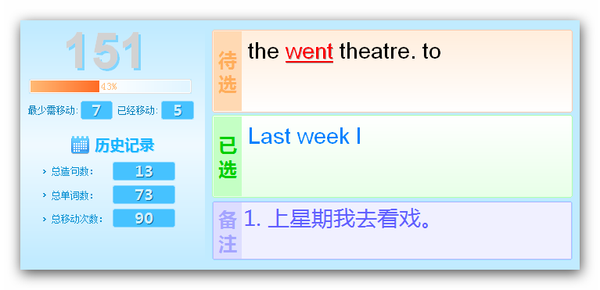 151
43%
最少需移动: 7 已经移动: 5
历史记录
› 总造句数: 13
› 总单词数: 73
› 总移动次数: 90
待选
the went theatre. to
已选
Last week I
备注
1. 上星期我去看戏。